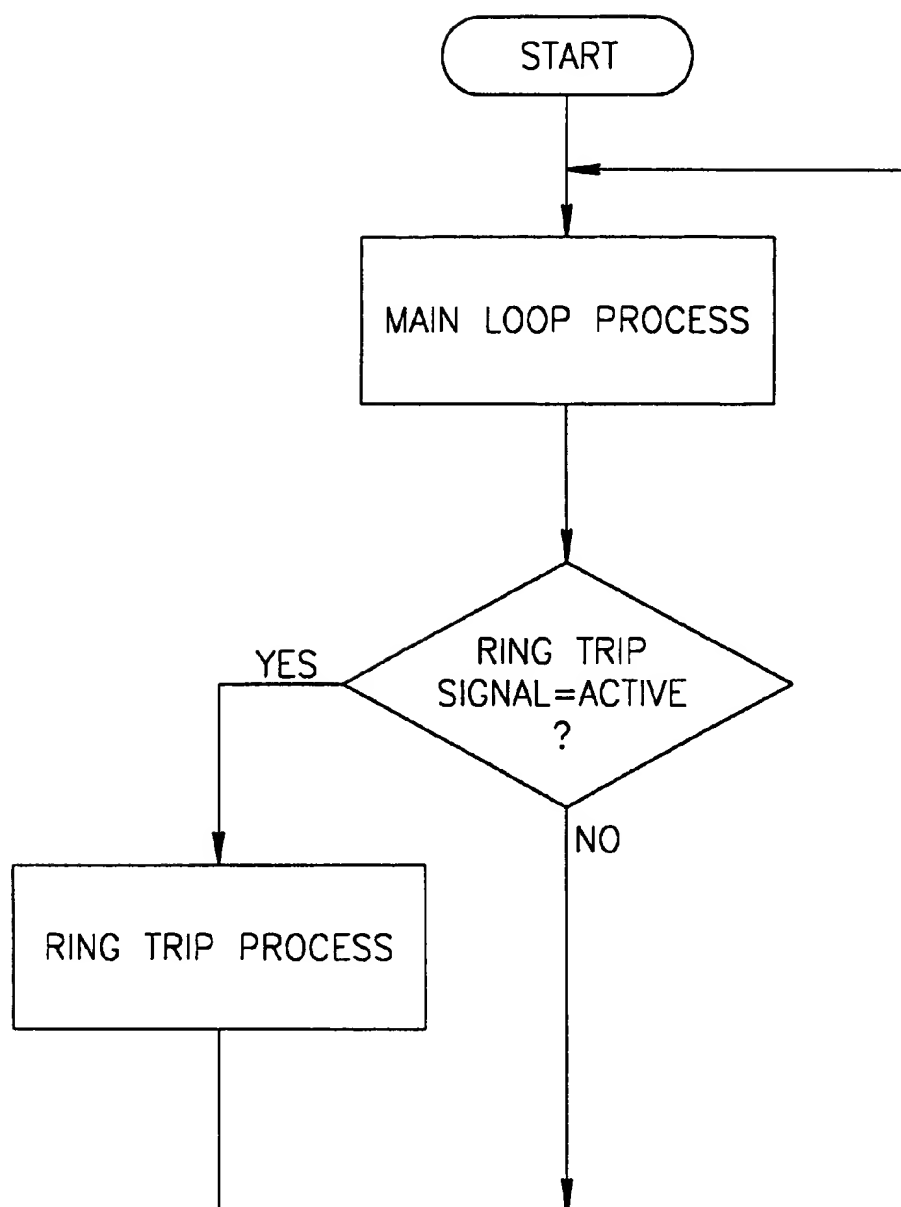 START
MAIN LOOP PROCESS
RING TRIP
SIGNAL=ACTIVE
?
YES
NO
RING TRIP PROCESS